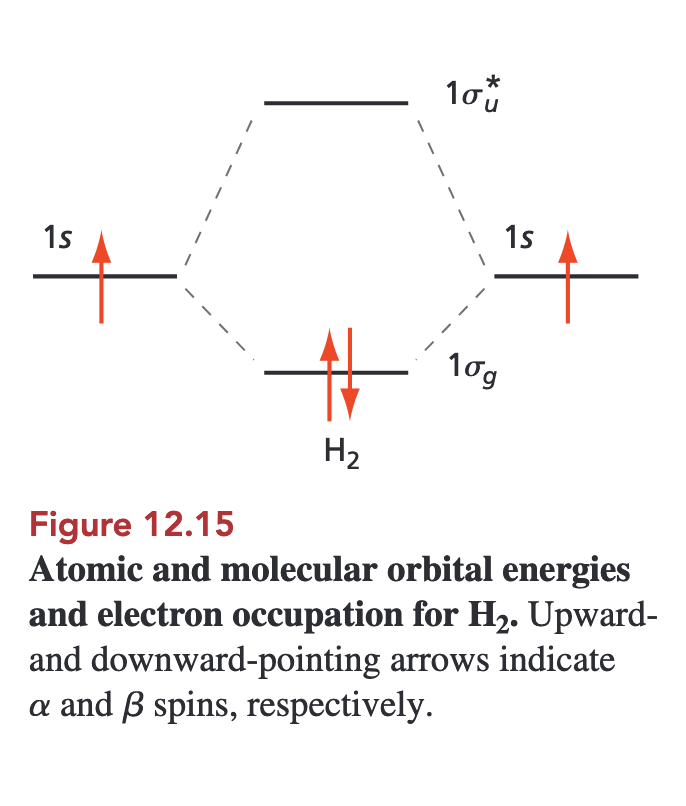 1σ*u
1s
1s
1σg
H2
Figure 12.15
Atomic and molecular orbital energies
and electron occupation for H2. Upward-
and downward-pointing arrows indicate
α and β spins, respectively.